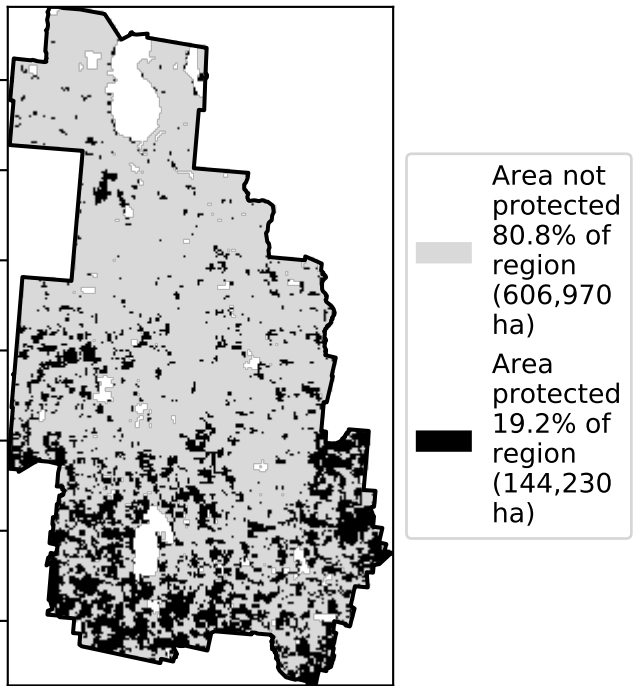 Area not
protected
80.8% of
region
(606,970
ha)
Area
protected
19.2% of
region
(144,230
ha)